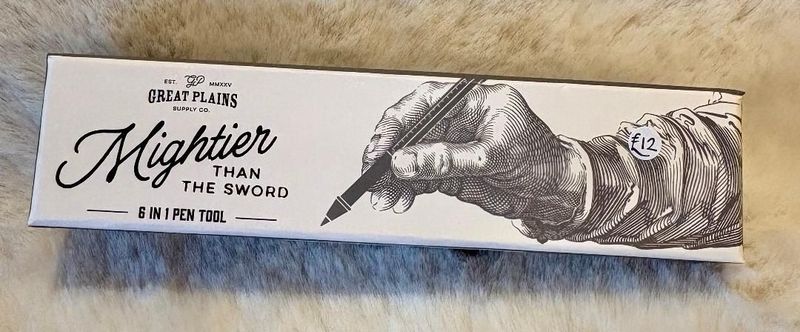 EST. GP MMXXV
GREAT PLAINS
SUPPLY CO.
Mightier
THAN
THE SWORD
6 IN 1 PEN TOOL
£12